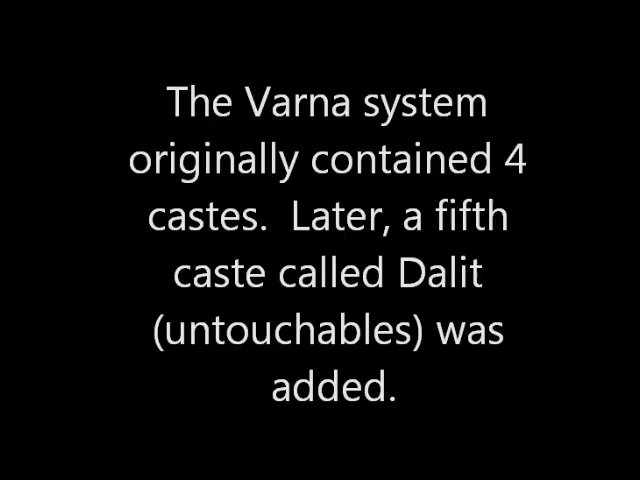 The Varna system
originally contained 4
castes.  Later, a fifth
caste called Dalit
(untouchables) was
added.